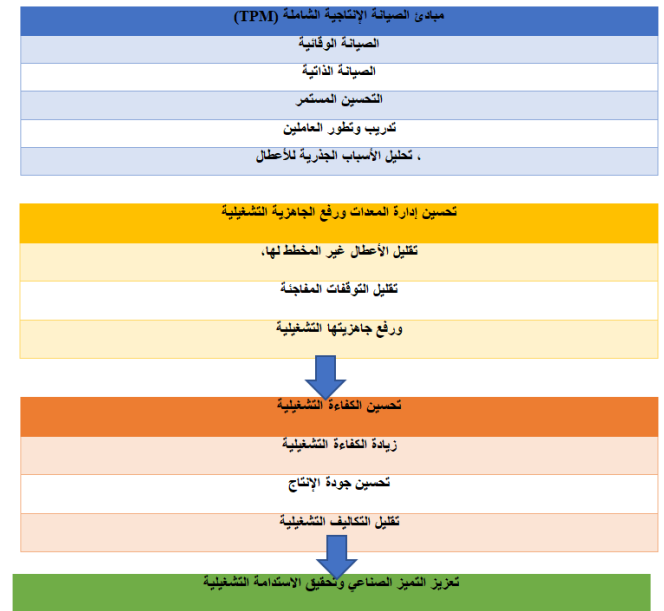 مبادئ الصيانة الإنتاجية الشاملة (TPM)
الصيانة الوقائية
الصيانة الذاتية
التحسين المستمر
تدريب وتطور العاملين
، تحليل الأسباب الجذرية للأعطال
تحسين إدارة المعدات ورفع الجاهزية التشغيلية
تقليل الأعطال غير المخطط لها،
تقليل التوقفات المفاجئة
ورفع جاهزيتها التشغيلية
تحسين الكفاءة التشغيلية
زيادة الكفاءة التشغيلية
تحسين جودة الإنتاج
تقليل التكاليف التشغيلية
تعزيز التميز الصناعي وتحقيق الاستدامة التشغيلية